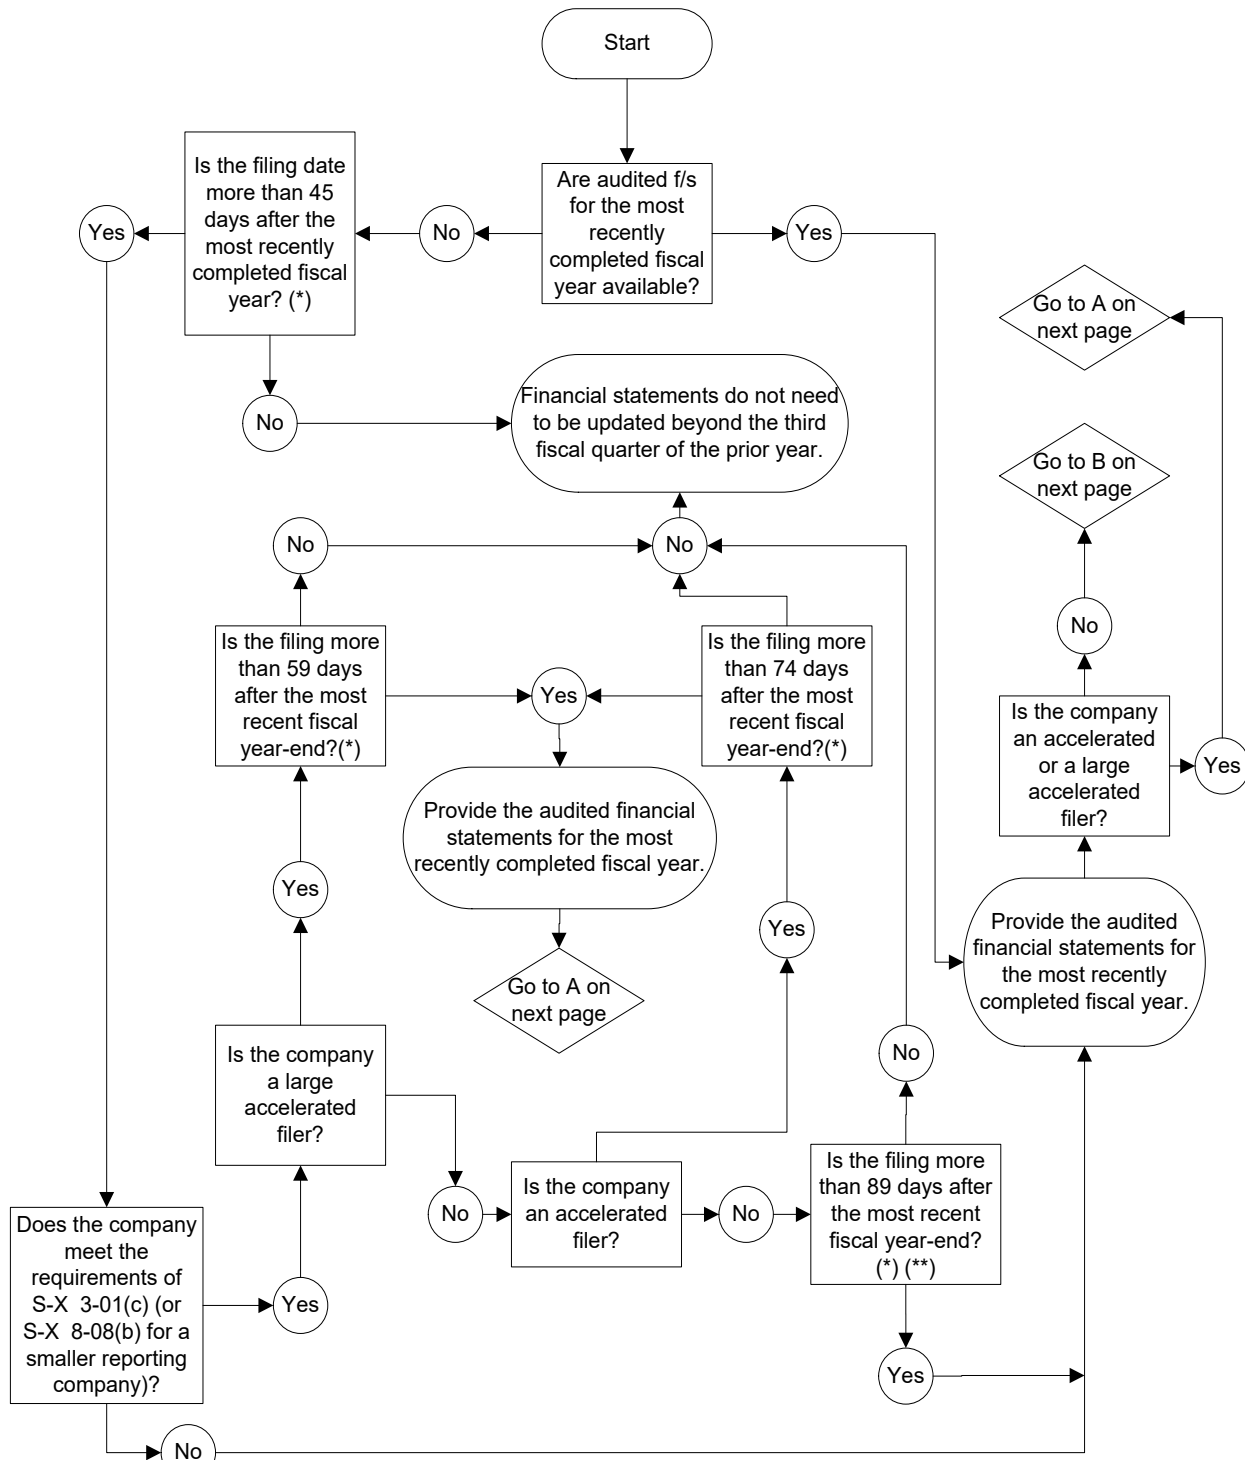 Start
Is the filing date
more than 45
days after the
most recently
completed fiscal
year? (*)
Are audited f/s
for the most
recently
completed fiscal
year available?
Yes
No
Yes
Go to A on
next page
No
Financial statements do not need
to be updated beyond the third
fiscal quarter of the prior year.
Go to B on
next page
No
No
No
Is the filing more
than 59 days
after the most
recent fiscal
year-end?(*)
Yes
Is the filing more
than 74 days
after the most
recent fiscal
year-end?(*)
Is the company
an accelerated
or a large
accelerated
filer?
Yes
Provide the audited financial
statements for the most
recently completed fiscal year.
Yes
Yes
Provide the audited
financial statements for
the most recently
completed fiscal year.
Go to A on
next page
Is the company
a large
accelerated
filer?
No
Is the filing more
than 89 days after
the most recent
fiscal year-end?
(*) (**)
No
Is the company
an accelerated
filer?
No
Does the company
meet the
requirements of
S-X 3-01(c) (or
S-X 8-08(b) for a
smaller reporting
company)?
Yes
Yes
No